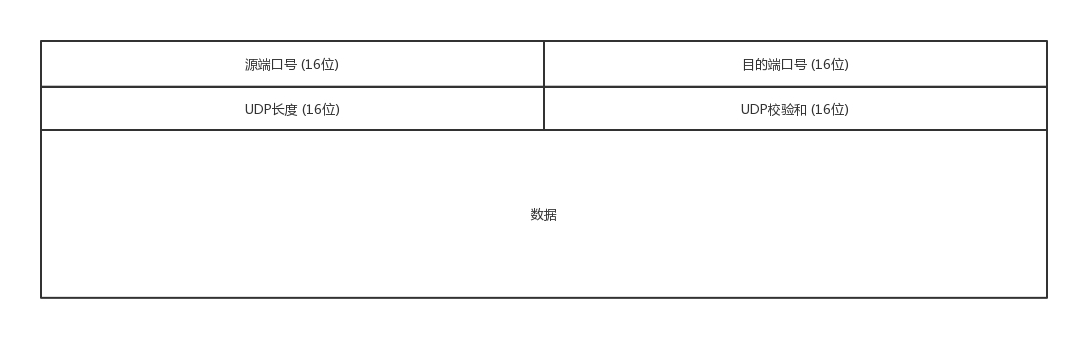 源端口号 (16位)
目的端口号 (16位)
UDP长度 (16位)
UDP校验和 (16位)
数据